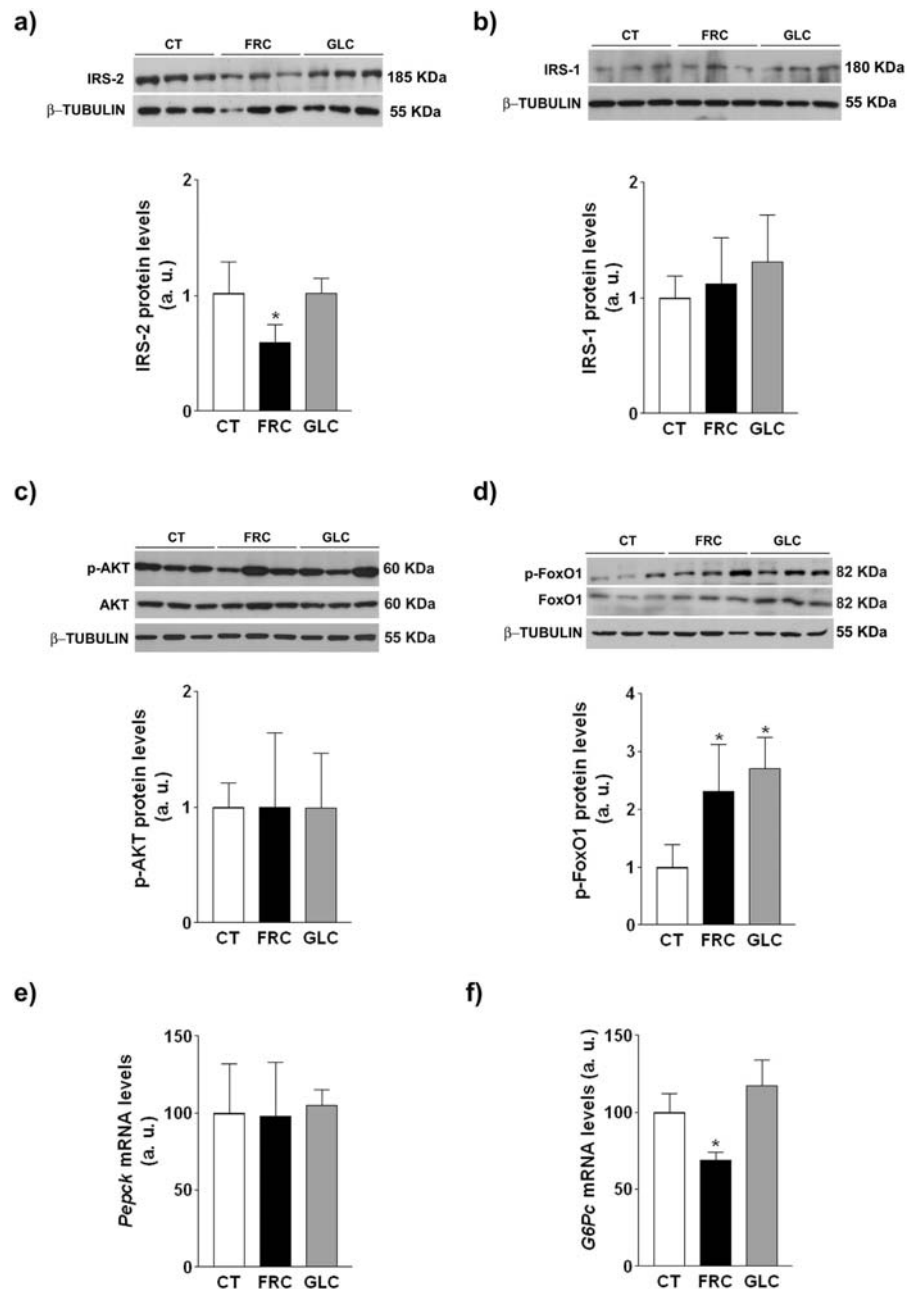 a)
CT FRC GLC
IRS-2 185 KDa
β–TUBULIN 55 KDa
IRS-2 protein levels
(a. u.)
2
1
0
*
CT FRC GLC
b)
CT FRC GLC
IRS-1 180 KDa
β–TUBULIN 55 KDa
IRS-1 protein levels
(a. u.)
2
1
0
CT FRC GLC
c)
CT FRC GLC
p-AKT 60 KDa
AKT 60 KDa
β–TUBULIN 55 KDa
p-AKT protein levels
(a. u.)
2
1
0
CT FRC GLC
d)
CT FRC GLC
p-FoxO1 82 KDa
FoxO1 82 KDa
β–TUBULIN 55 KDa
p-FoxO1 protein levels
(a. u.)
4
3
2
1
0
* *
CT FRC GLC
e)
Pepck mRNA levels
(a. u.)
150
100
50
0
CT FRC GLC
f)
G6Pc mRNA levels (a. u.)
150
100
50
0
*
CT FRC GLC